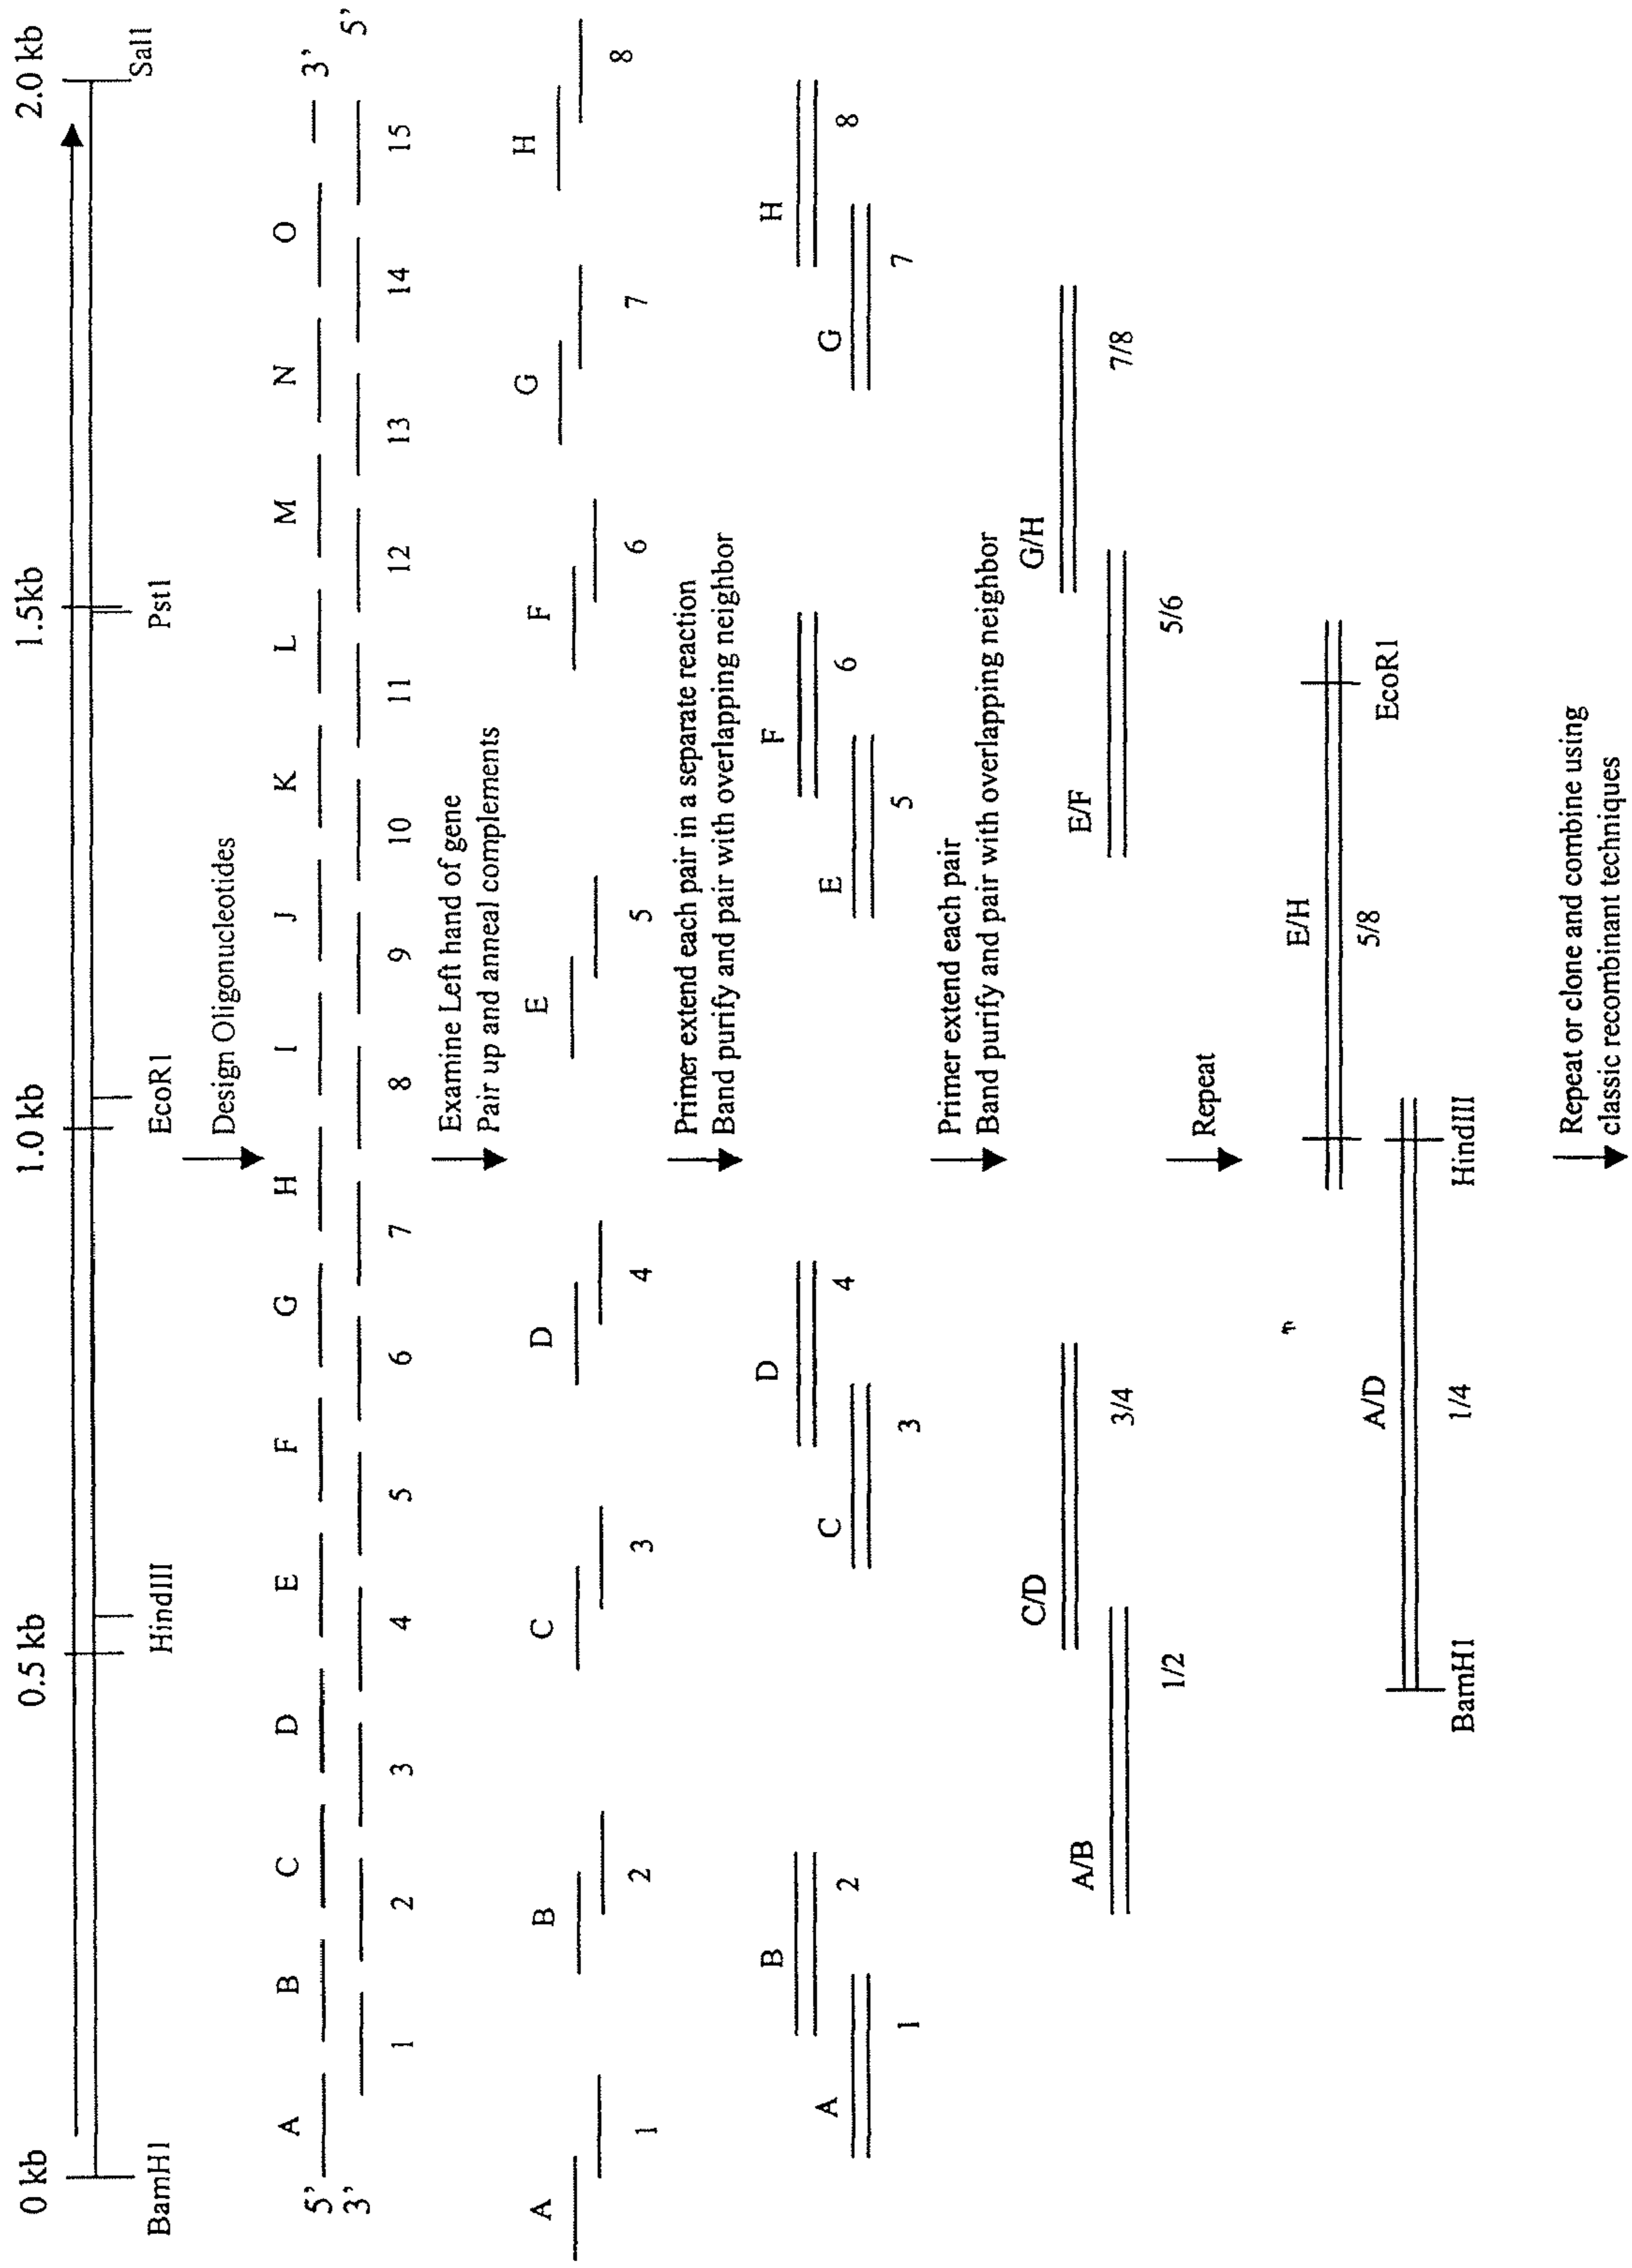 0 kb 0.5 kb 1.0 kb 1.5kb 2.0 kb
BamH1 HindIII EcoR1 Pst1 Sal1
Design Oligonucleotides
A B C D E F G H I J K L M N O
5' 3'
3' 5'
1 2 3 4 5 6 7 8 9 10 11 12 13 14 15
Examine Left hand of gene
Pair up and anneal complements
A B C D E F G H
1 2 3 4 5 6 7 8
Primer extend each pair in a separate reaction
Band purify and pair with overlapping neighbor
B D F H
A 2 C 4 E 6 G 8
1 3 5 7
Primer extend each pair
Band purify and pair with overlapping neighbor
C/D G/H
A/B 3/4 E/F 7/8
1/2 5/6
Repeat
E/H
A/D 5/8 EcoR1
BamH1 1/4 HindIII
Repeat or clone and combine using
classic recombinant techniques